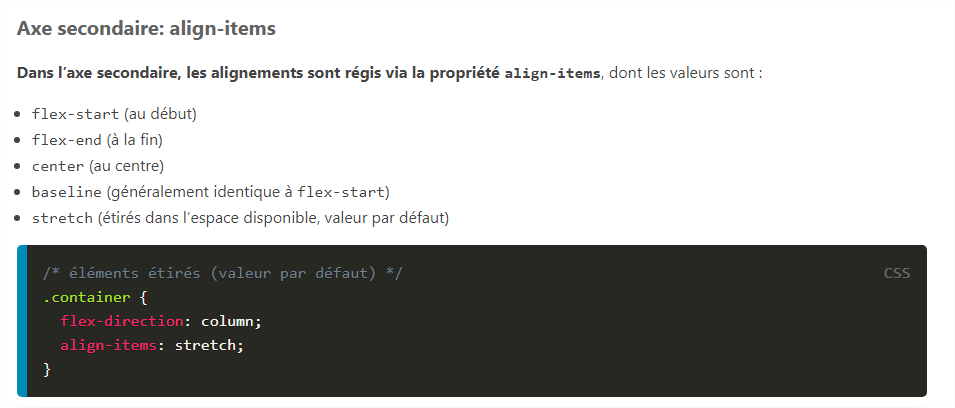 Axe secondaire: align-items
Dans l’axe secondaire, les alignements sont régis via la propriété align-items, dont les valeurs sont :
flex-start (au début)
flex-end (à la fin)
center (au centre)
baseline (généralement identique à flex-start)
stretch (étirés dans l’espace disponible, valeur par défaut)
/* éléments étirés (valeur par défaut) */
CSS
.container {
flex-direction: column;
align-items: stretch;
}